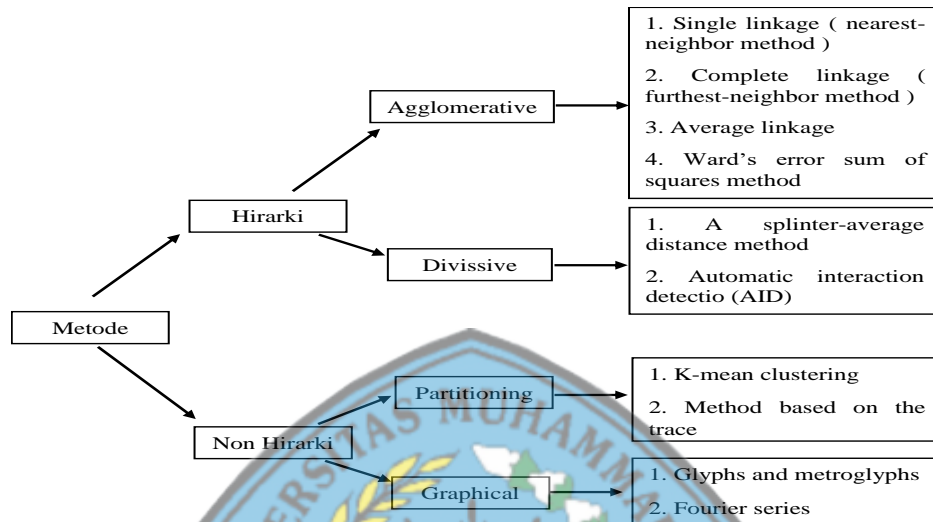 1. Single linkage ( nearest-
neighbor method )
2. Complete linkage (
furthest-neighbor method )
3. Average linkage
4. Ward's error sum of
squares method
Agglomerative
Hirarki
1. A splinter-average
distance method
2. Automatic interaction
detectio (AID)
Divissive
Metode
Partitioning
1. K-mean clustering
2. Method based on the
trace
Non Hirarki
Graphical
1. Glyphs and metroglyphs
2. Fourier series
ERSITAS MUHAMMA